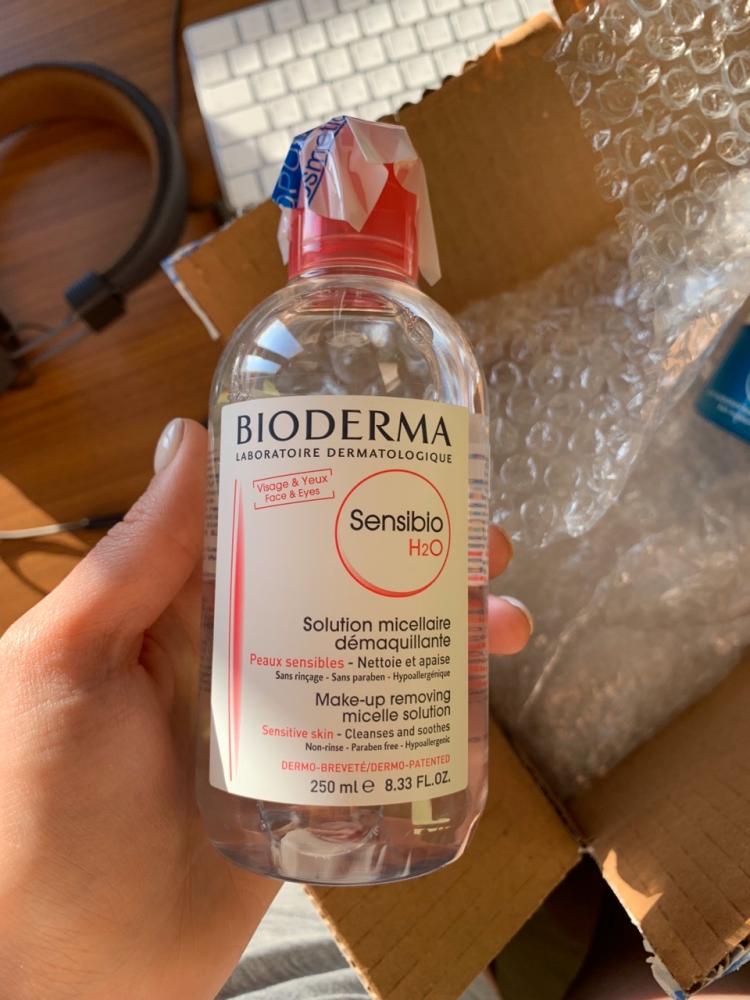 osmetic
BIODERMA
LABORATOIRE DERMATOLOGIQUE
Visage & Yeux
Face & Eyes
Sensibio
H2O
Solution micellaire
démaquillante
Peaux sensibles - Nettoie et apaise
Sans rinçage - Sans paraben - Hypoallergénique
Make-up removing
micelle solution
Sensitive skin - Cleanses and soothes
Non-rinse - Paraben free - Hypoallergenic
DERMO-BREVETÉ/DERMO-PATENTED
250 ml ℮ 8.33 FL.OZ.